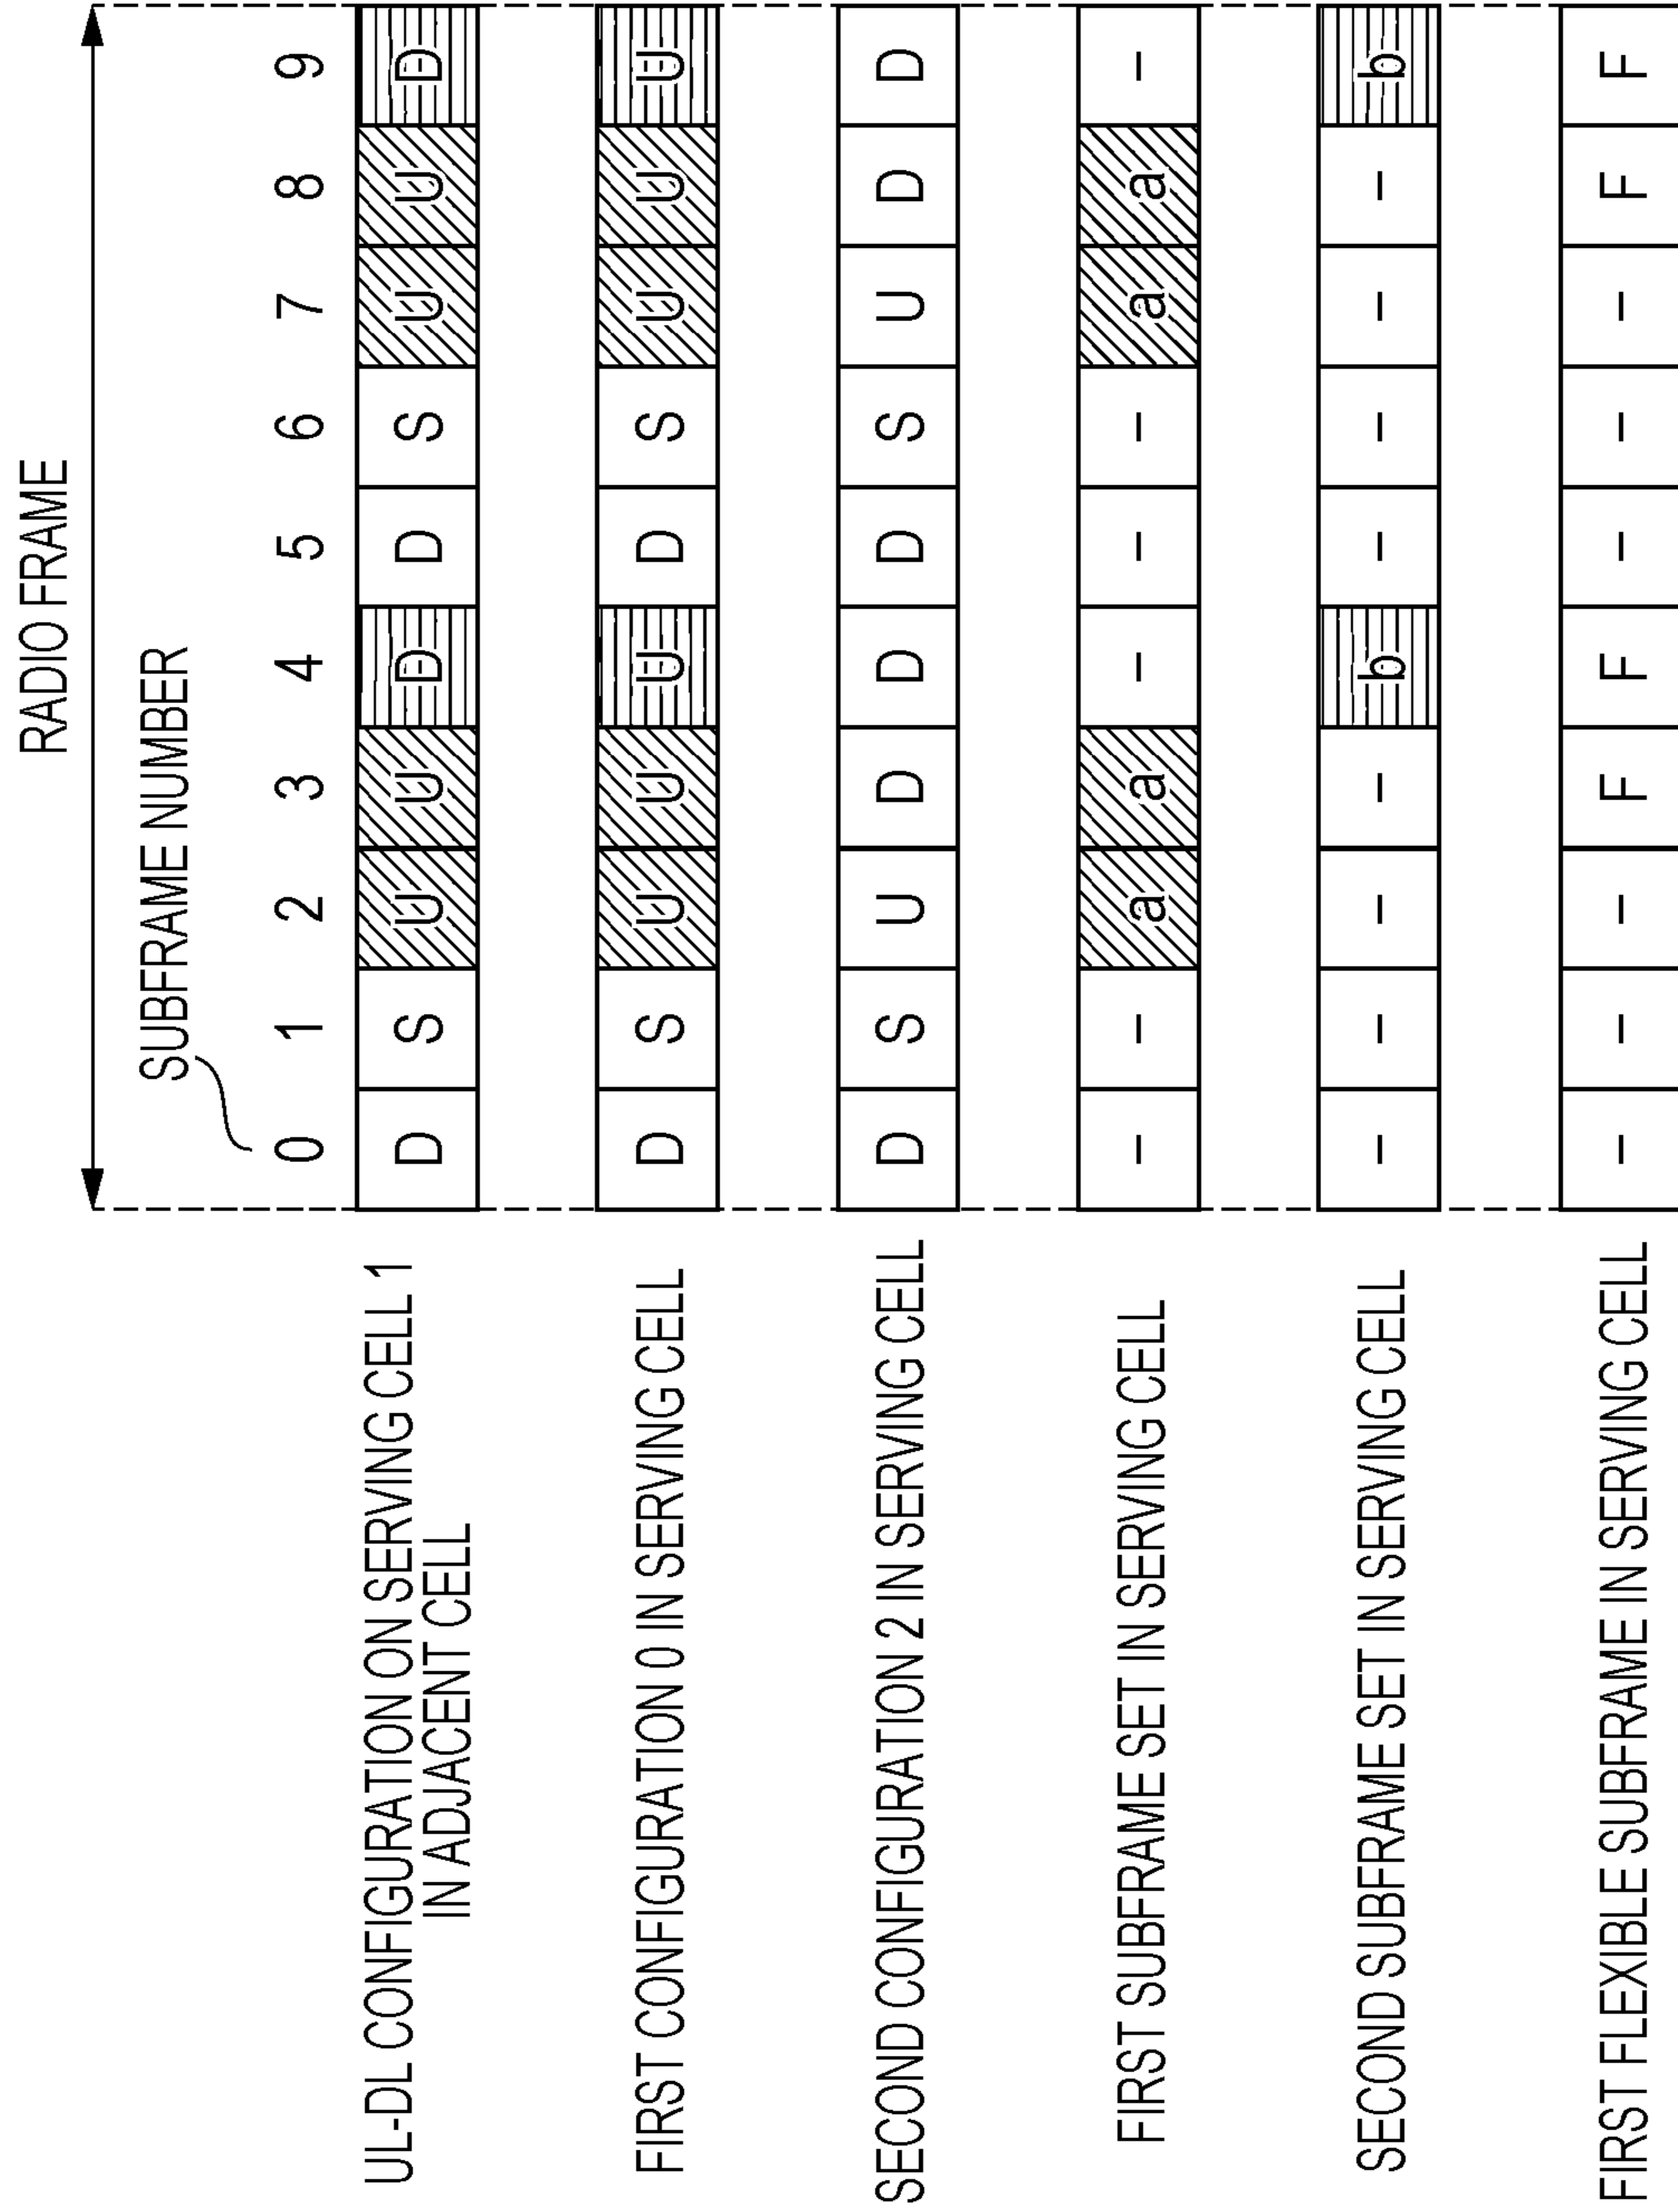 RADIO FRAME
SUBFRAME NUMBER
0 1 2 3 4 5 6 7 8 9
UL-DL CONFIGURATION ON SERVING CELL 1
IN ADJACENT CELL
D S U U D D S U U D
FIRST CONFIGURATION 0 IN SERVING CELL
D S U U U D S U U U
SECOND CONFIGURATION 2 IN SERVING CELL
D S U D D D S U D D
FIRST SUBFRAME SET IN SERVING CELL
– – a a – – – a a –
SECOND SUBFRAME SET IN SERVING CELL
– – – – b – – – – b
FIRST FLEXIBLE SUBFRAME IN SERVING CELL
– – – F F – – – F F